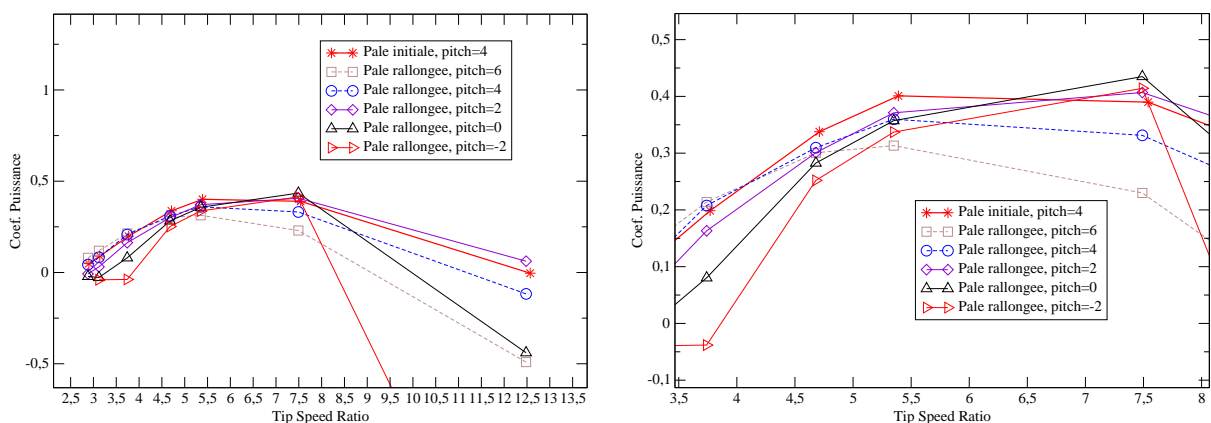 1
0,5
0
-0,5
Coef. Puissance
2,5 3 3,5 4 4,5 5 5,5 6 6,5 7 7,5 8 8,5 9 9,5 10 10,5 11 11,5 12 12,5 13 13,5
Tip Speed Ratio
Pale initiale, pitch=4
Pale rallongee, pitch=6
Pale rallongee, pitch=4
Pale rallongee, pitch=2
Pale rallongee, pitch=0
Pale rallongee, pitch=-2
0,5
0,4
0,3
0,2
0,1
0
-0,1
Coef. Puissance
3,5 4 4,5 5 5,5 6 6,5 7 7,5 8
Tip Speed Ratio
Pale initiale, pitch=4
Pale rallongee, pitch=6
Pale rallongee, pitch=4
Pale rallongee, pitch=2
Pale rallongee, pitch=0
Pale rallongee, pitch=-2